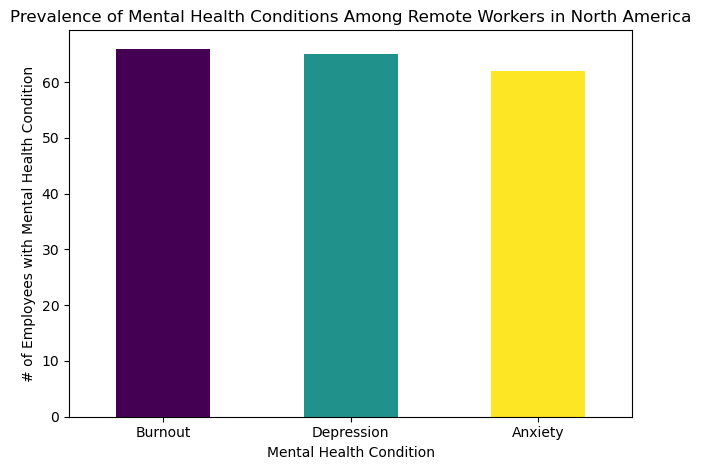 Prevalence of Mental Health Conditions Among Remote Workers in North America
# of Employees with Mental Health Condition
60
50
40
30
20
10
0
Burnout Depression Anxiety
Mental Health Condition